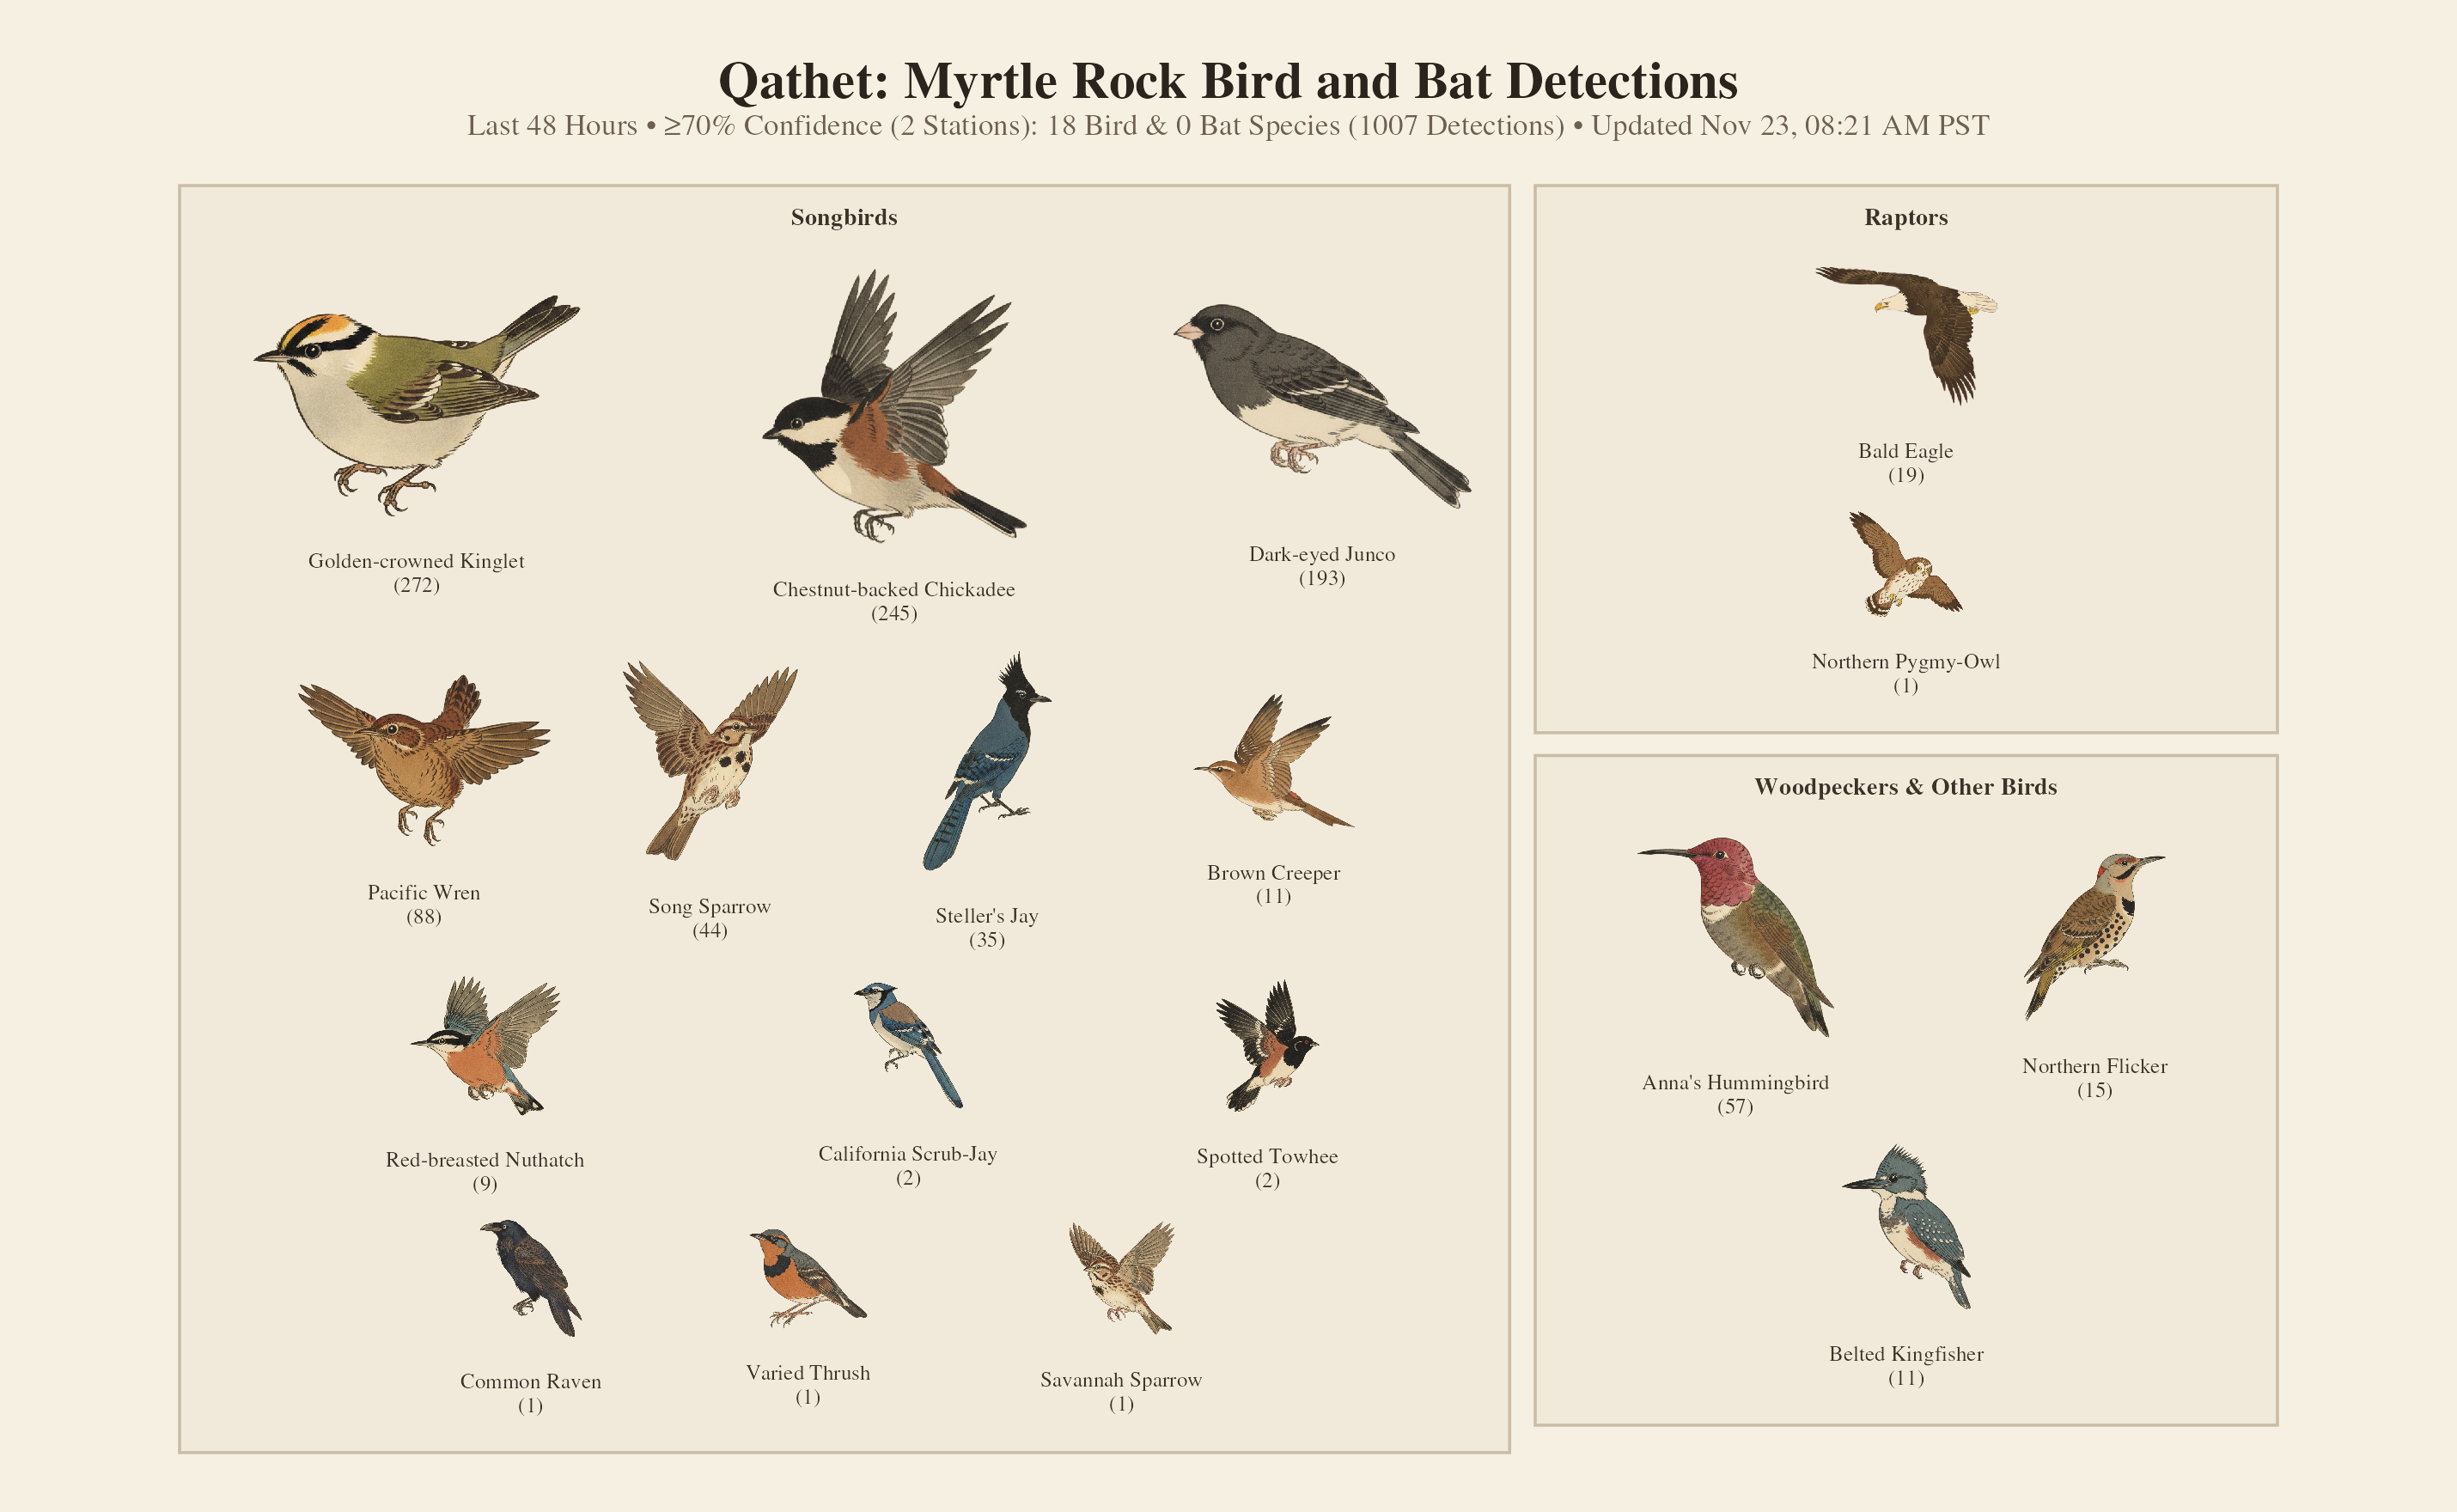 Qathet: Myrtle Rock Bird and Bat Detections
Last 48 Hours • ≥70% Confidence (2 Stations): 18 Bird & 0 Bat Species (1007 Detections) • Updated Nov 23, 08:21 AM PST
Songbirds
Golden-crowned Kinglet
(272)
Chestnut-backed Chickadee
(245)
Dark-eyed Junco
(193)
Pacific Wren
(88)
Song Sparrow
(44)
Steller's Jay
(35)
Brown Creeper
(11)
Red-breasted Nuthatch
(9)
California Scrub-Jay
(2)
Spotted Towhee
(2)
Common Raven
(1)
Varied Thrush
(1)
Savannah Sparrow
(1)
Raptors
Bald Eagle
(19)
Northern Pygmy-Owl
(1)
Woodpeckers & Other Birds
Anna's Hummingbird
(57)
Northern Flicker
(15)
Belted Kingfisher
(11)